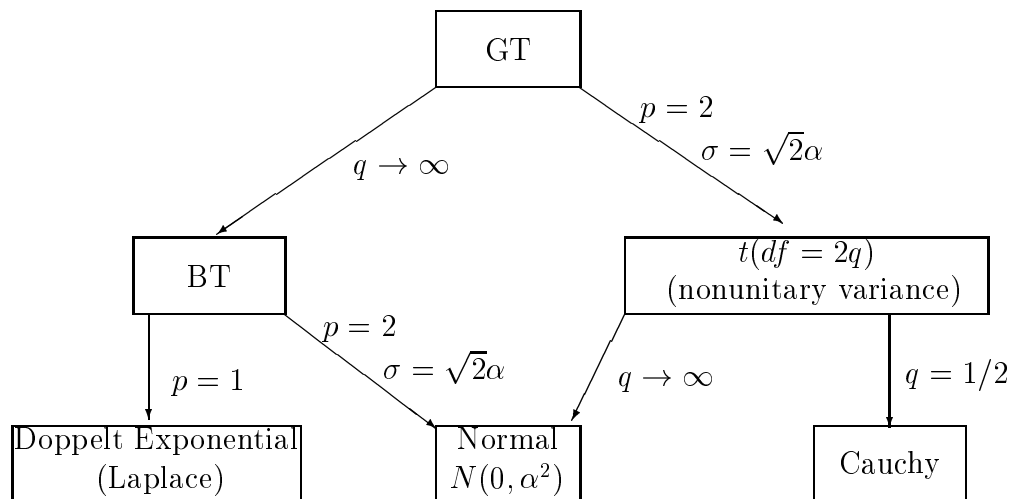 GT
p = 2
σ = √2α
q → ∞
BT
t(df = 2q)
(nonunitary variance)
p = 2
σ = √2α
p = 1
q → ∞
q = 1/2
Doppelt Exponential
(Laplace)
Normal
N(0, α²)
Cauchy